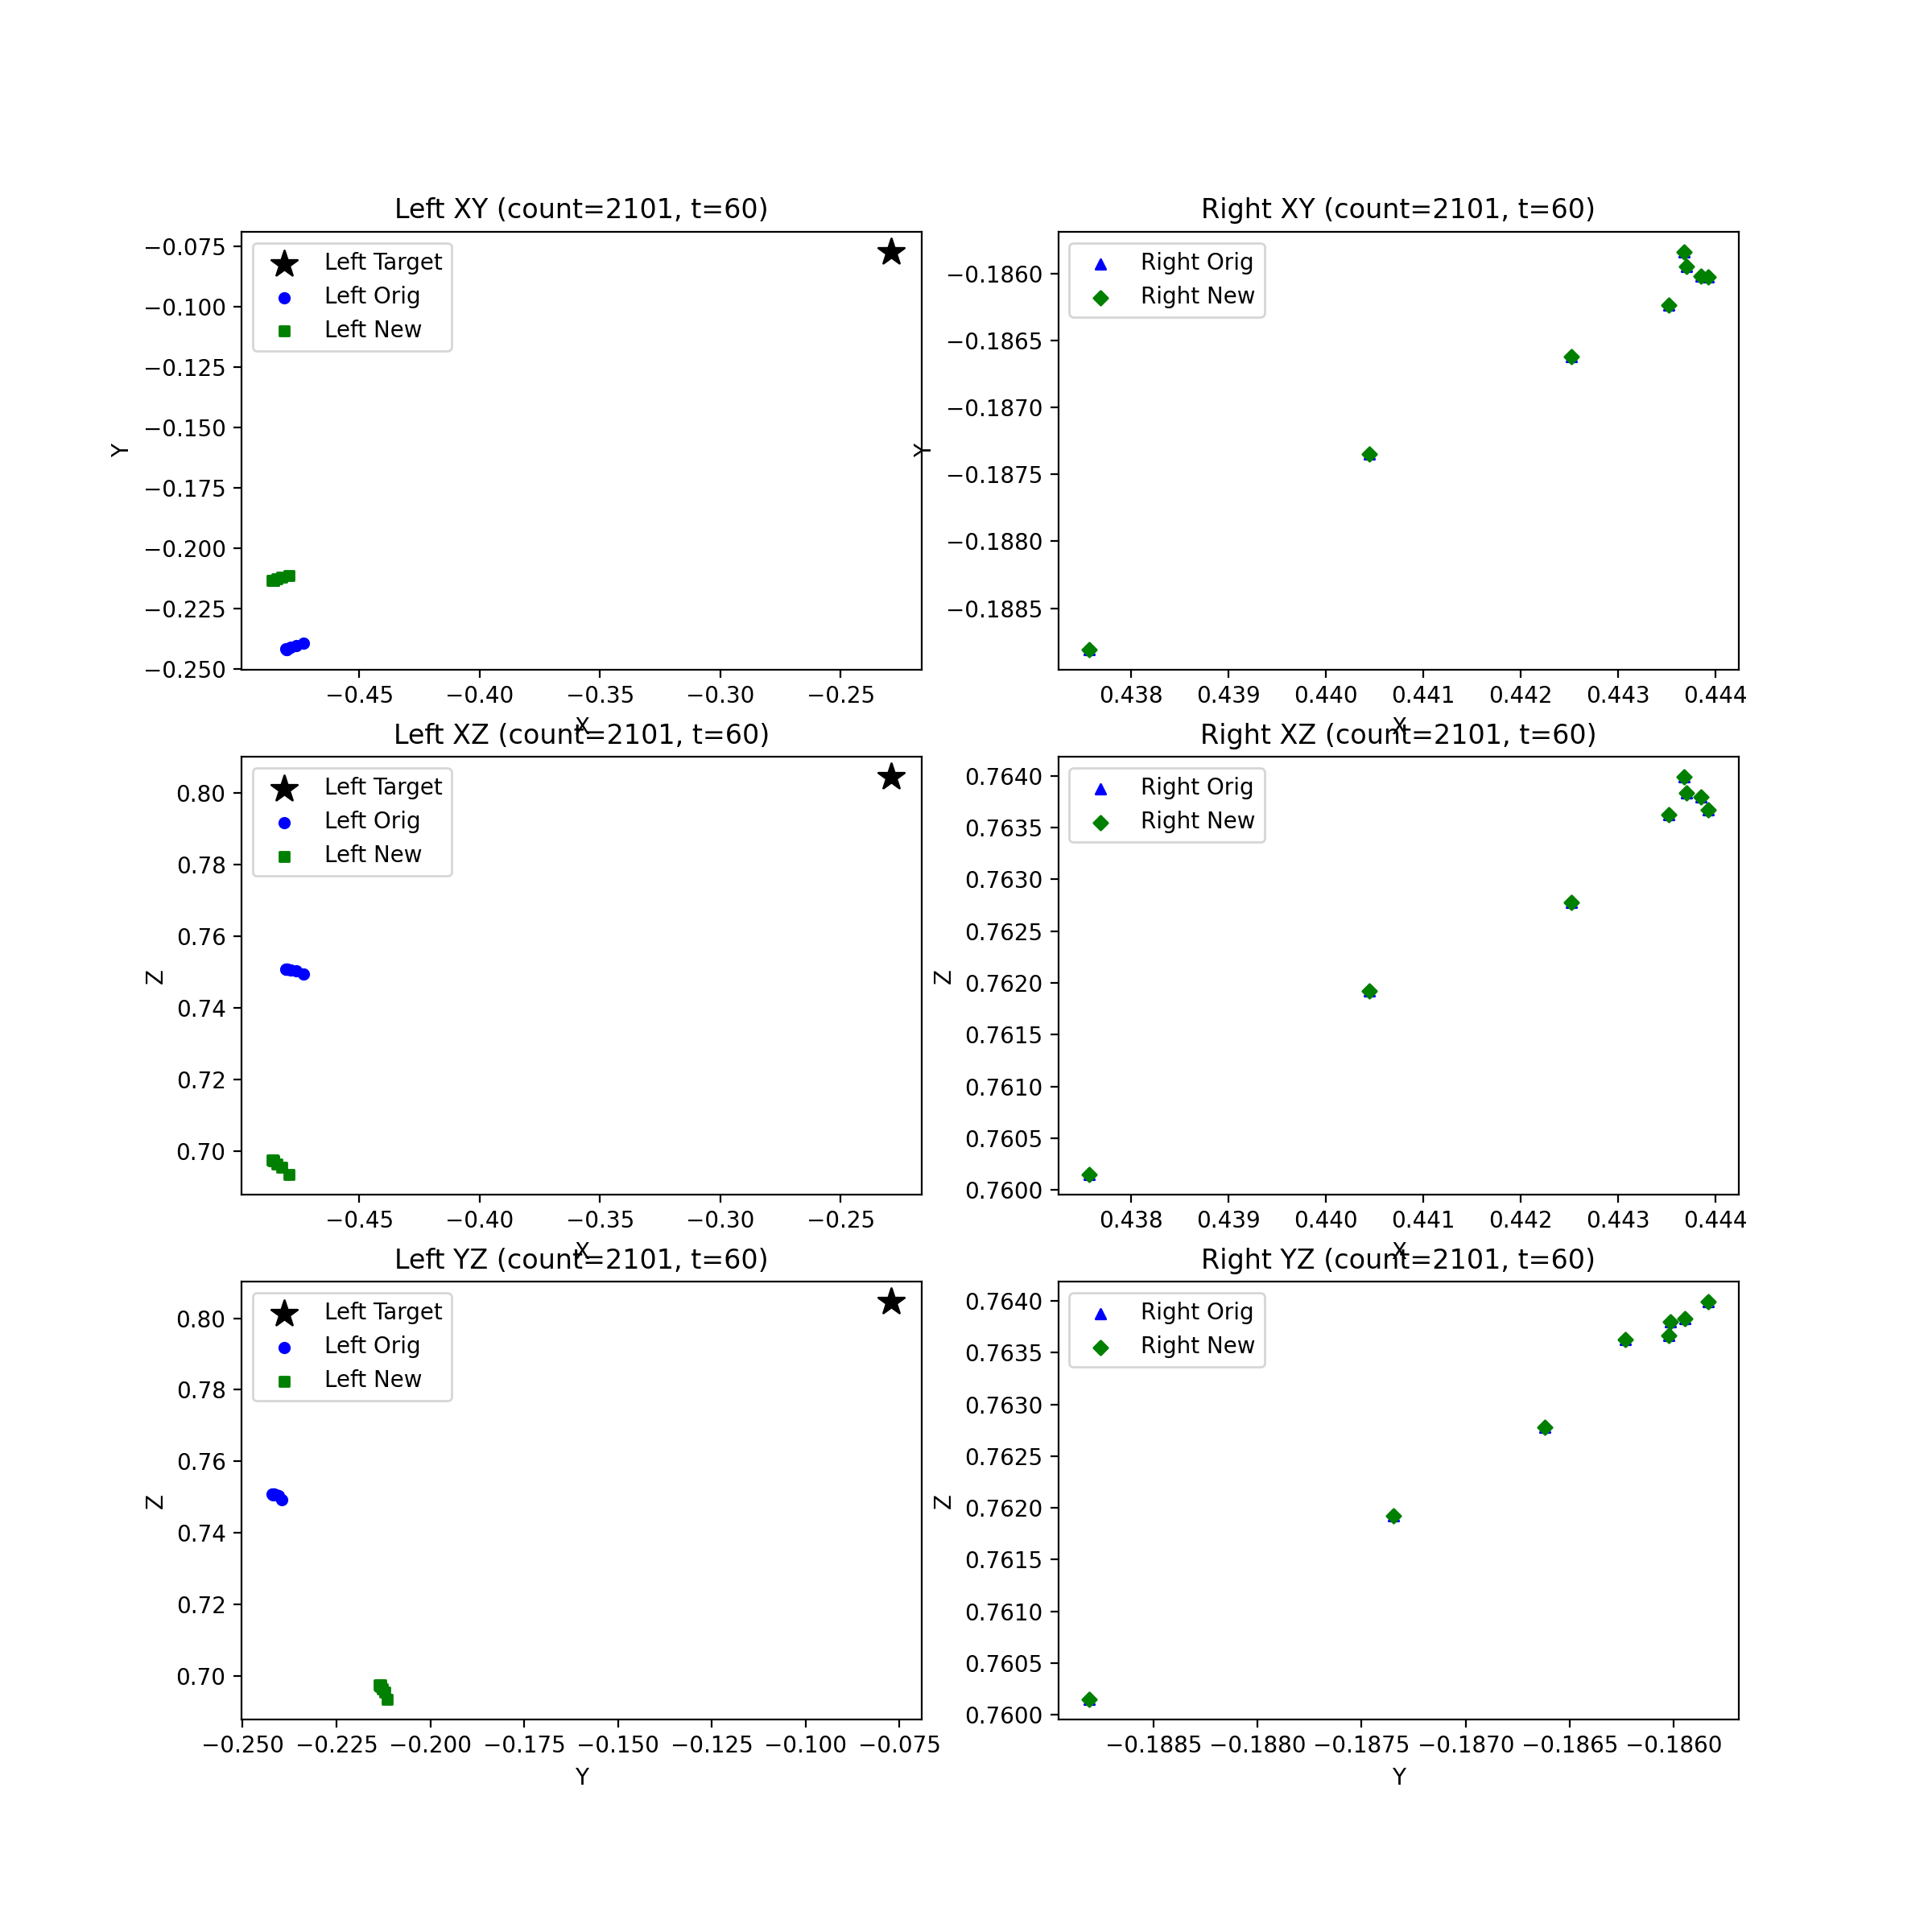 Left XY (count=2101, t=60)
Left Target
Left Orig
Left New
−0.075
−0.100
−0.125
−0.150
−0.175
−0.200
−0.225
−0.250
Y
−0.45 −0.40 −0.35 −0.30 −0.25
X
Right XY (count=2101, t=60)
Right Orig
Right New
−0.1860
−0.1865
−0.1870
−0.1875
−0.1880
−0.1885
Y
0.438 0.439 0.440 0.441 0.442 0.443 0.444
X
Left XZ (count=2101, t=60)
Left Target
Left Orig
Left New
0.80
0.78
0.76
0.74
0.72
0.70
Z
−0.45 −0.40 −0.35 −0.30 −0.25
X
Right XZ (count=2101, t=60)
Right Orig
Right New
0.7640
0.7635
0.7630
0.7625
0.7620
0.7615
0.7610
0.7605
0.7600
Z
0.438 0.439 0.440 0.441 0.442 0.443 0.444
X
Left YZ (count=2101, t=60)
Left Target
Left Orig
Left New
0.80
0.78
0.76
0.74
0.72
0.70
Z
−0.250 −0.225 −0.200 −0.175 −0.150 −0.125 −0.100 −0.075
Y
Right YZ (count=2101, t=60)
Right Orig
Right New
0.7640
0.7635
0.7630
0.7625
0.7620
0.7615
0.7610
0.7605
0.7600
Z
−0.1885 −0.1880 −0.1875 −0.1870 −0.1865 −0.1860
Y